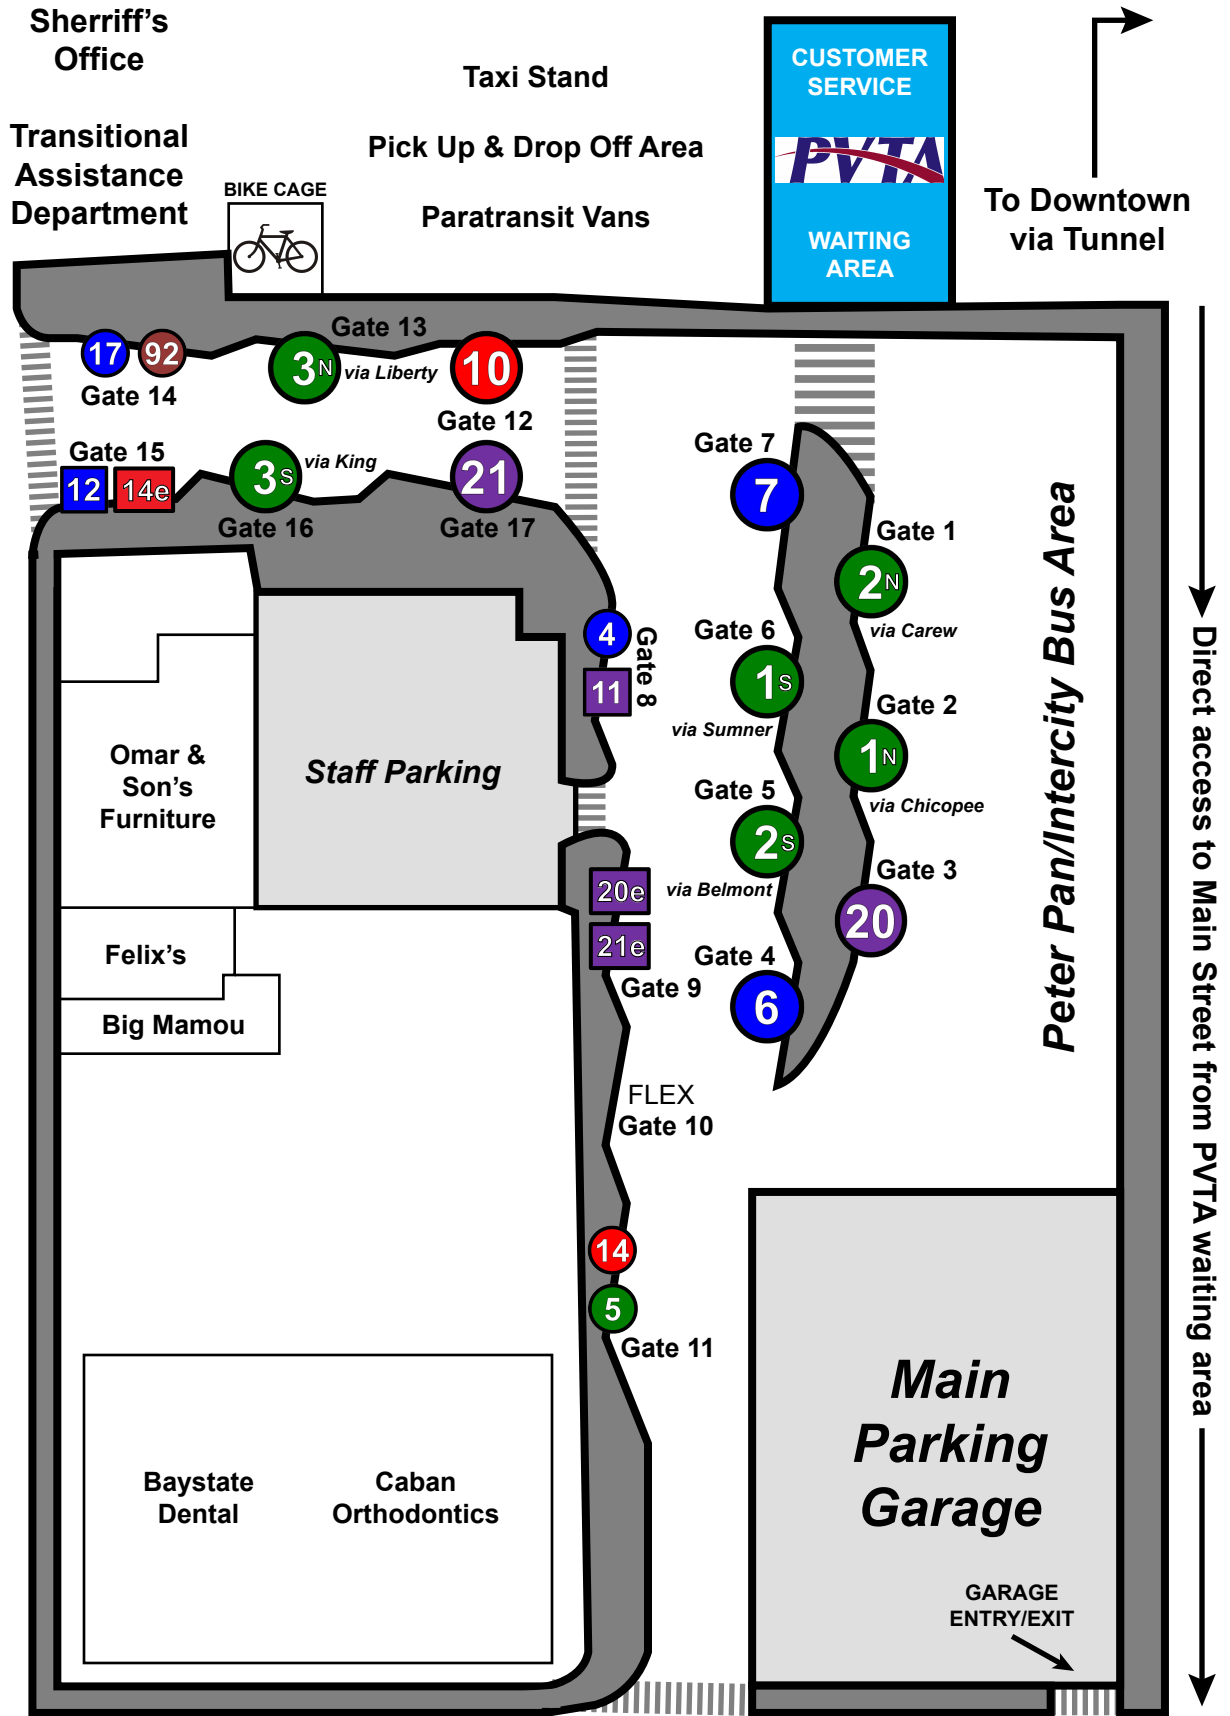 Sherriff's
Office
Transitional
Assistance
Department
BIKE CAGE
Taxi Stand
Pick Up & Drop Off Area
Paratransit Vans
CUSTOMER
SERVICE
PVTA
WAITING
AREA
To Downtown
via Tunnel
17
92
Gate 14
Gate 13
3N
via Liberty
10
Gate 12
Gate 15
12
14e
3S
via King
Gate 16
21
Gate 17
4
11
Gate 8
Gate 7
7
Gate 1
2N
via Carew
Gate 6
1S
via Sumner
Gate 2
1N
via Chicopee
Gate 5
2S
via Belmont
Gate 3
20
Gate 4
6
20e
21e
Gate 9
FLEX
Gate 10
14
5
Gate 11
Omar &
Son's
Furniture
Staff Parking
Felix's
Big Mamou
Baystate
Dental
Caban
Orthodontics
Peter Pan/Intercity Bus Area
Direct access to Main Street from PVTA waiting area
Main
Parking
Garage
GARAGE
ENTRY/EXIT